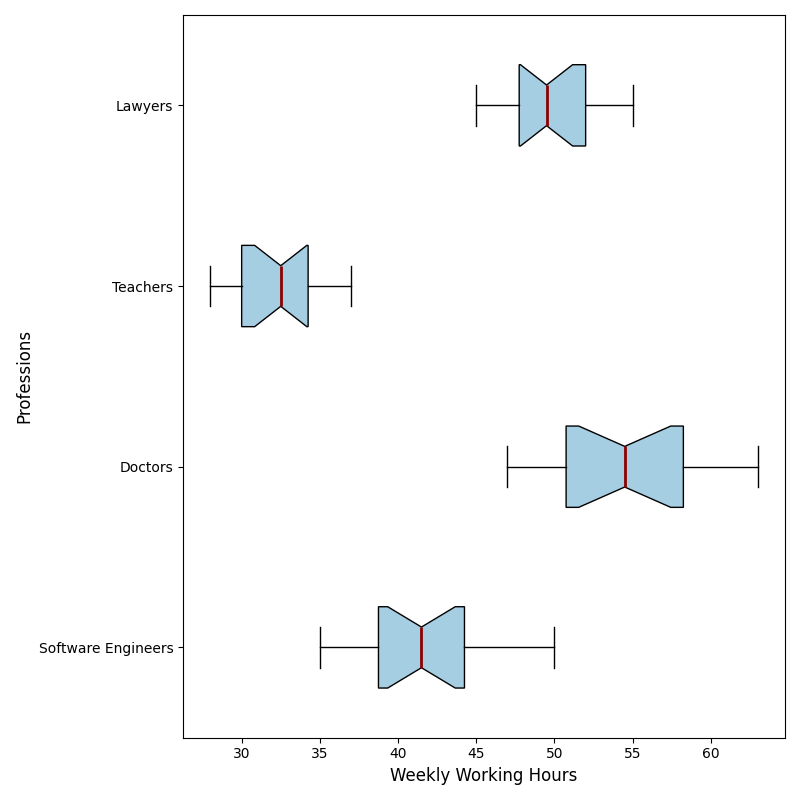 Lawyers
Teachers
Doctors
Software Engineers
Professions
30 35 40 45 50 55 60
Weekly Working Hours